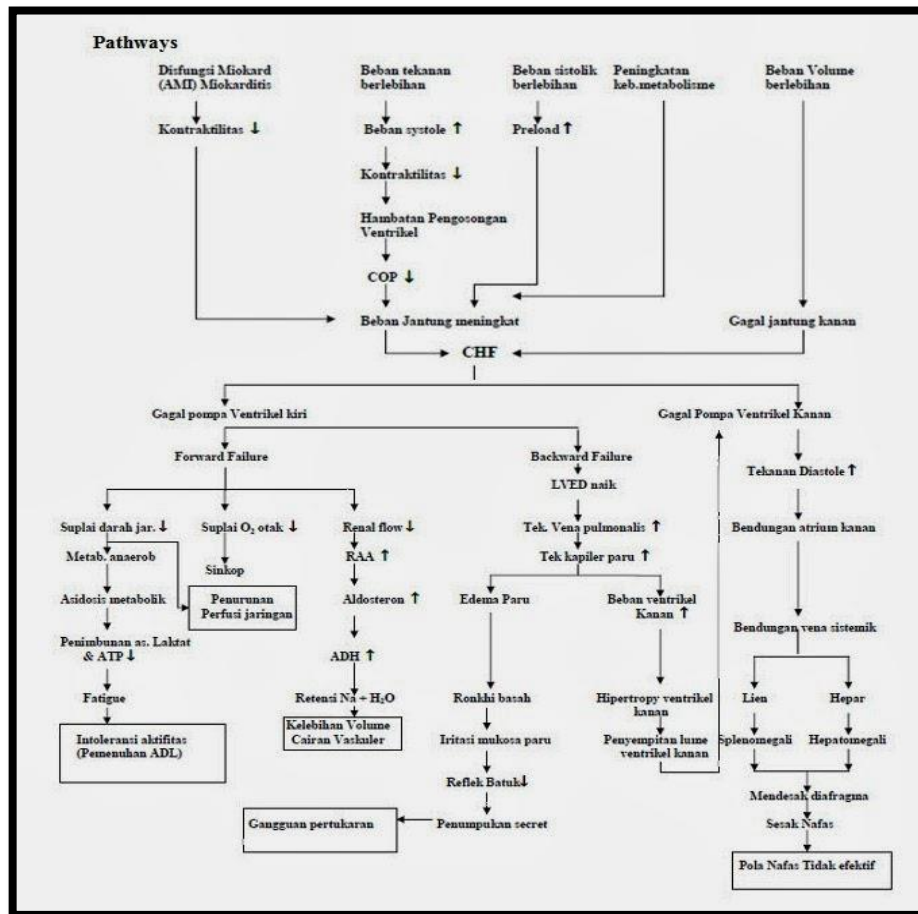 Pathways
Disfungsi Miokard
(AMI) Miokarditis
Beban tekanan
berlebihan
Beban sistolik
berlebihan
Peningkatan
keb.metabolisme
Beban Volume
berlebihan
Kontraktilitas ↓
Beban systole ↑
Preload ↑
Kontraktilitas ↓
Hambatan Pengosongan
Ventrikel
COP ↓
Beban Jantung meningkat
Gagal jantung kanan
CHF
Gagal pompa Ventrikel kiri
Gagal Pompa Ventrikel Kanan
Forward Failure
Backward Failure
Tekanan Diastole ↑
LVED naik
Suplai darah jar. ↓
Suplai O₂ otak ↓
Renal flow ↓
Tek. Vena pulmonalis ↑
Bendungan atrium kanan
Metab. anaerob
Sinkop
RAA ↑
Tek kapiler paru ↑
Penurunan
Perfusi jaringan
Asidosis metabolik
Aldosteron ↑
Edema Paru
Beban ventrikel
Kanan ↑
Bendungan vena sistemik
Penimbunan as. Laktat
& ATP ↓
ADH ↑
Fatigue
Retensi Na + H₂O
Ronkhi basah
Hipertropy ventrikel
kanan
Lien
Hepar
Kelebihan Volume
Cairan Vaskuler
Intoleransi aktifitas
(Pemenuhan ADL)
Iritasi mukosa paru
Penyempitan lume
ventrikel kanan
Splenomegali
Hepatomegali
Reflek Batuk↓
Mendesak diafragma
Gangguan pertukaran
Penumpukan secret
Sesak Nafas
Pola Nafas Tidak efektif